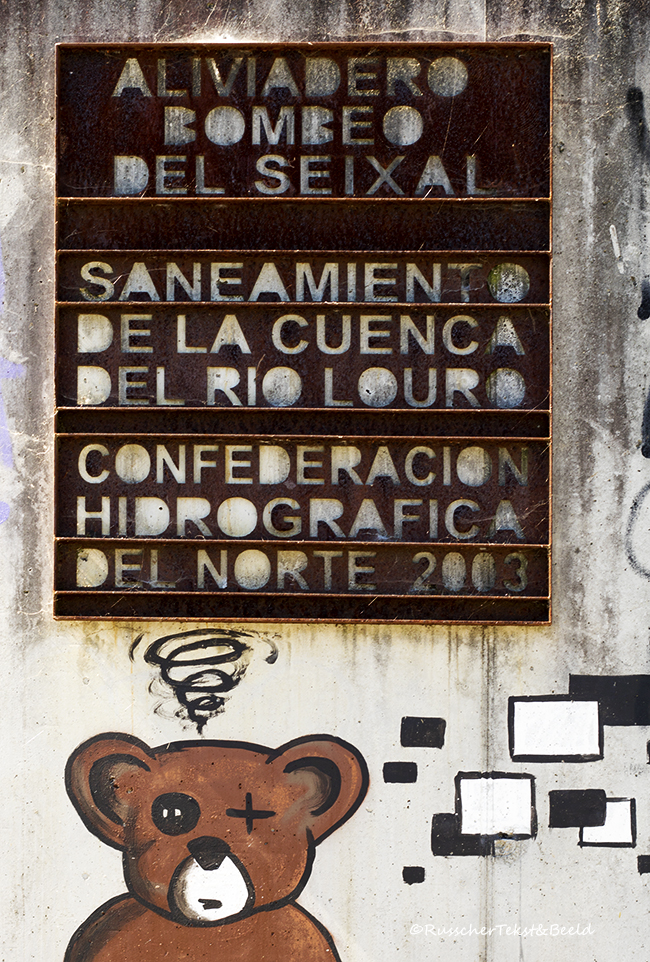 ALIVIADERO
BOMBEO
DEL SEIXAL
SANEAMIENTO
DE LA CUENCA
DEL RIO LOURO
CONFEDERACION
HIDROGRAFICA
DEL NORTE 2003
©RusscherTekst&Beeld